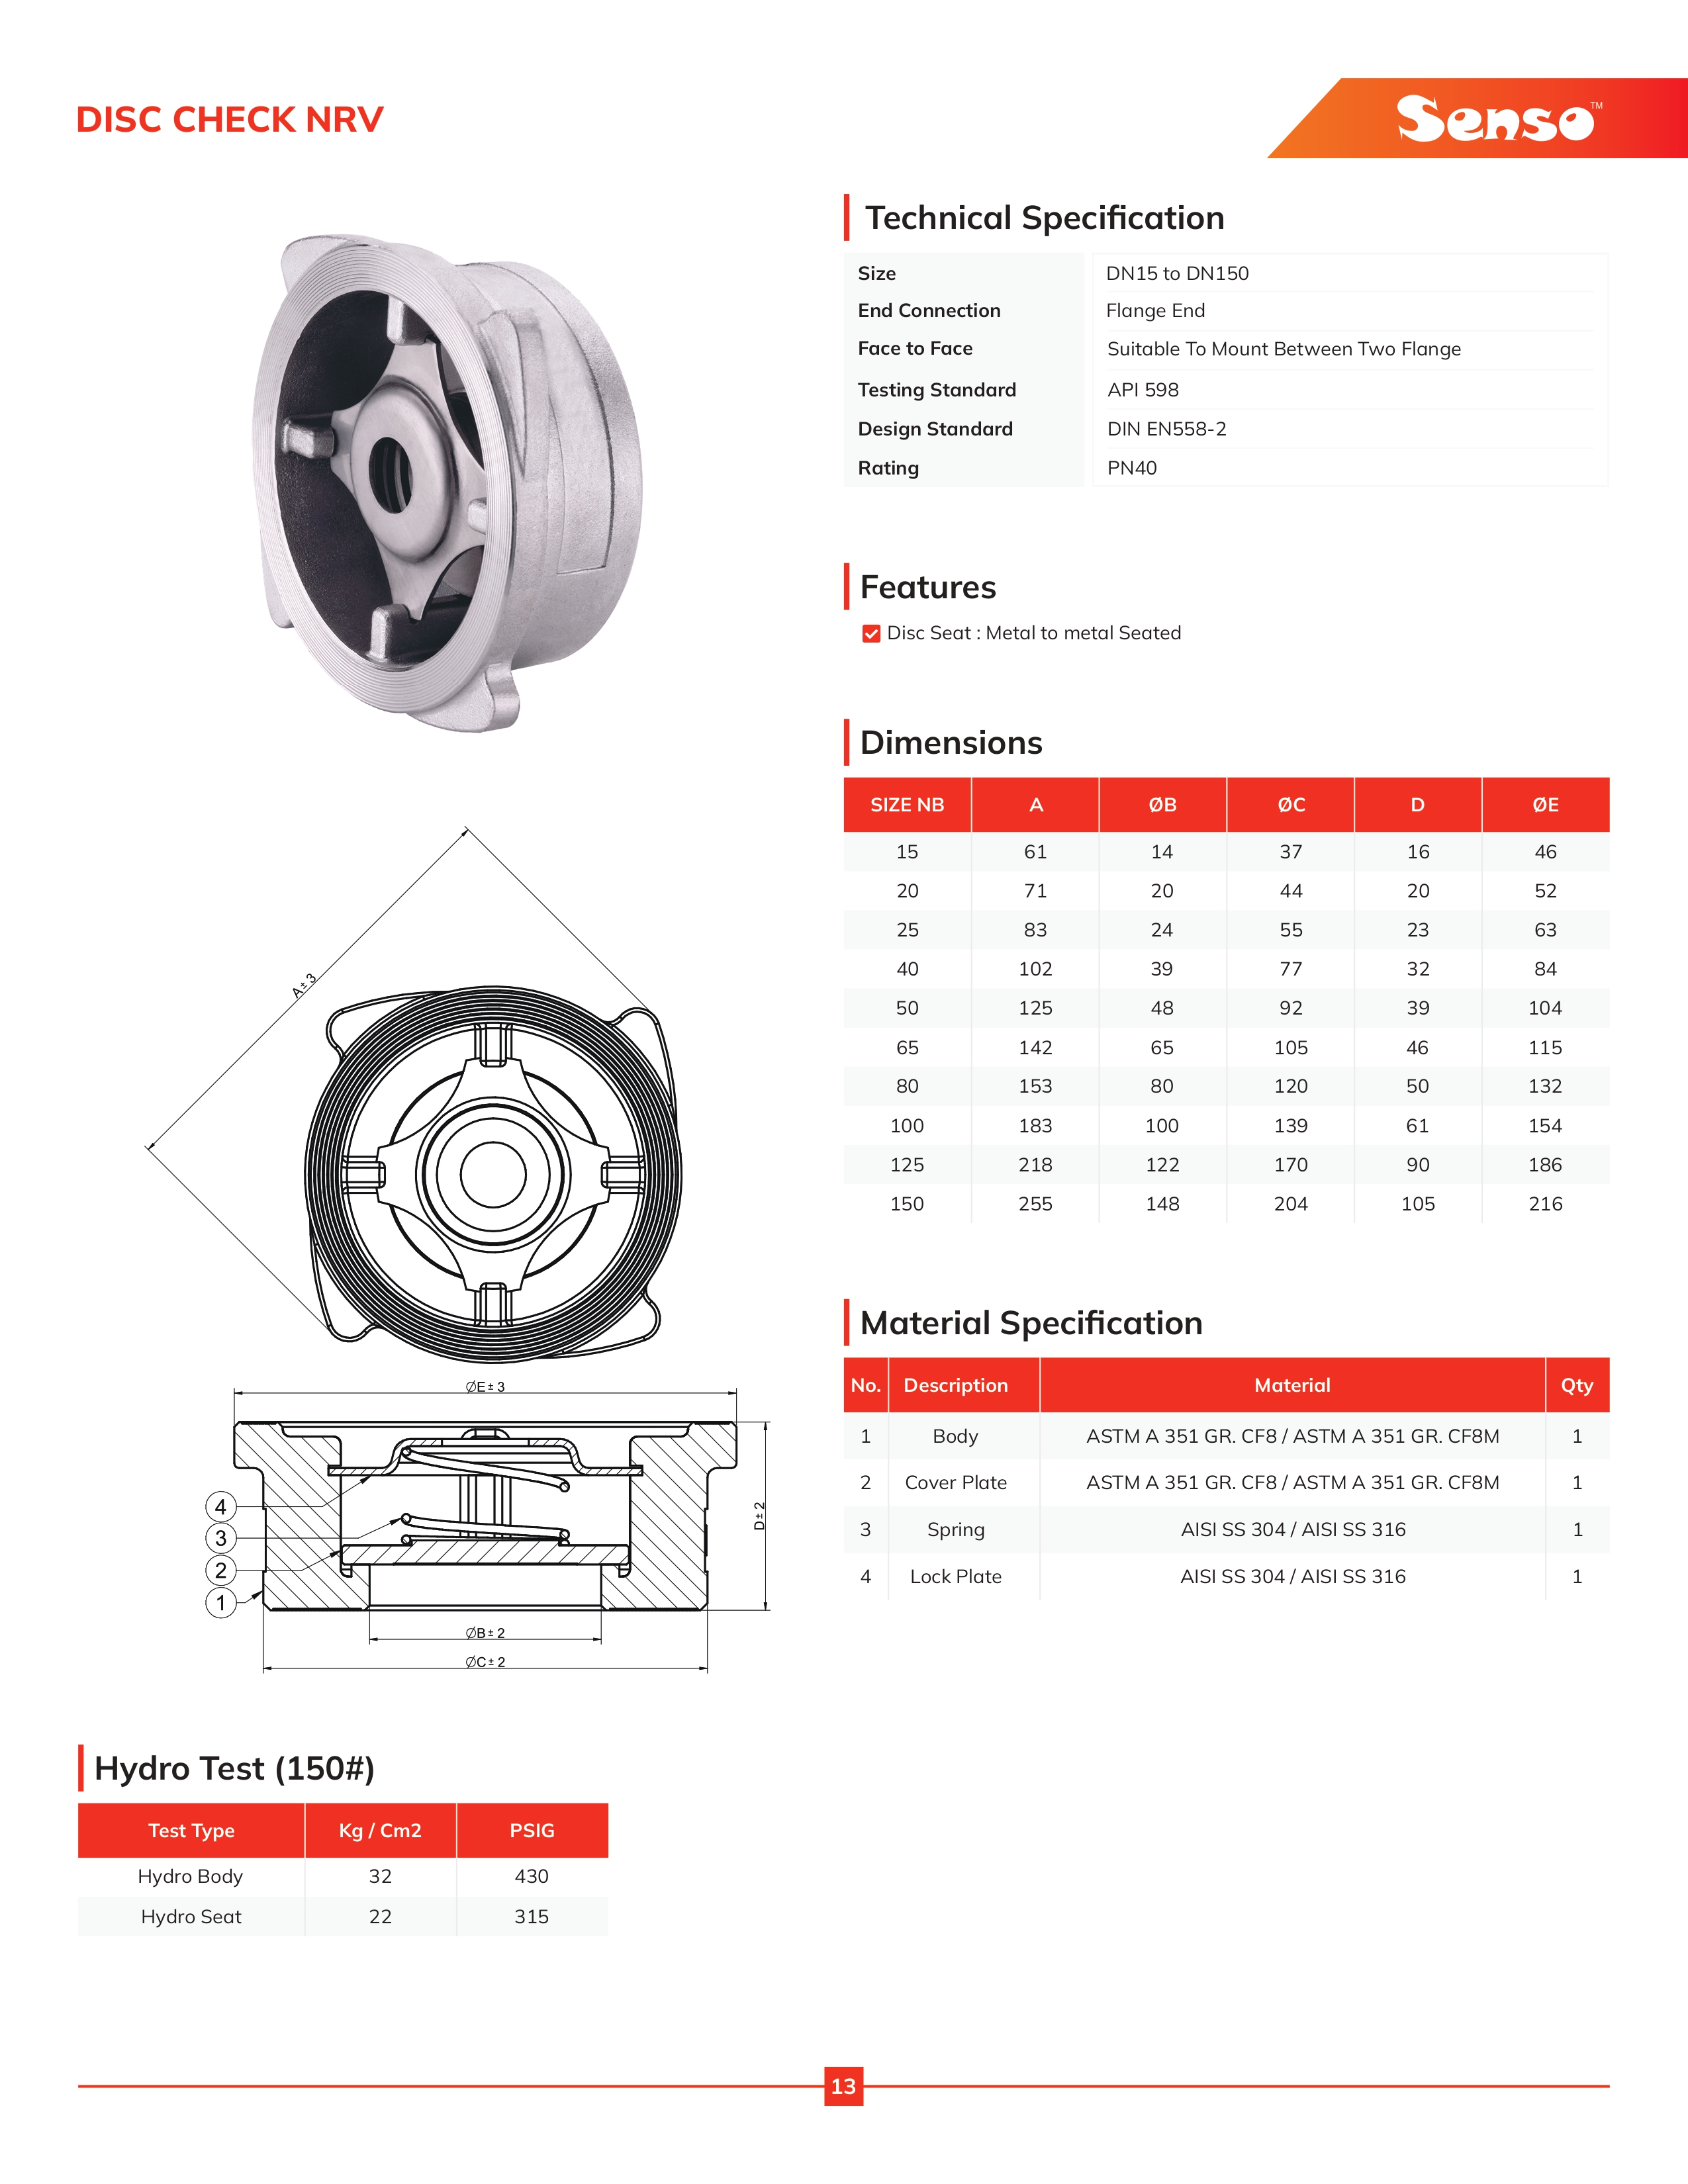 DISC CHECK NRV
Senso™
Technical Specification
Size DN15 to DN150
End Connection Flange End
Face to Face Suitable To Mount Between Two Flange
Testing Standard API 598
Design Standard DIN EN558-2
Rating PN40
Features
Disc Seat : Metal to metal Seated
Dimensions
SIZE NB A ØB ØC D ØE
15 61 14 37 16 46
20 71 20 44 20 52
25 83 24 55 23 63
40 102 39 77 32 84
50 125 48 92 39 104
65 142 65 105 46 115
80 153 80 120 50 132
100 183 100 139 61 154
125 218 122 170 90 186
150 255 148 204 105 216
A±3
ØE±3
4
3
2
1
D±2
ØB±2
ØC±2
Material Specification
No. Description Material Qty
1 Body ASTM A 351 GR. CF8 / ASTM A 351 GR. CF8M 1
2 Cover Plate ASTM A 351 GR. CF8 / ASTM A 351 GR. CF8M 1
3 Spring AISI SS 304 / AISI SS 316 1
4 Lock Plate AISI SS 304 / AISI SS 316 1
Hydro Test (150#)
Test Type Kg / Cm2 PSIG
Hydro Body 32 430
Hydro Seat 22 315
13